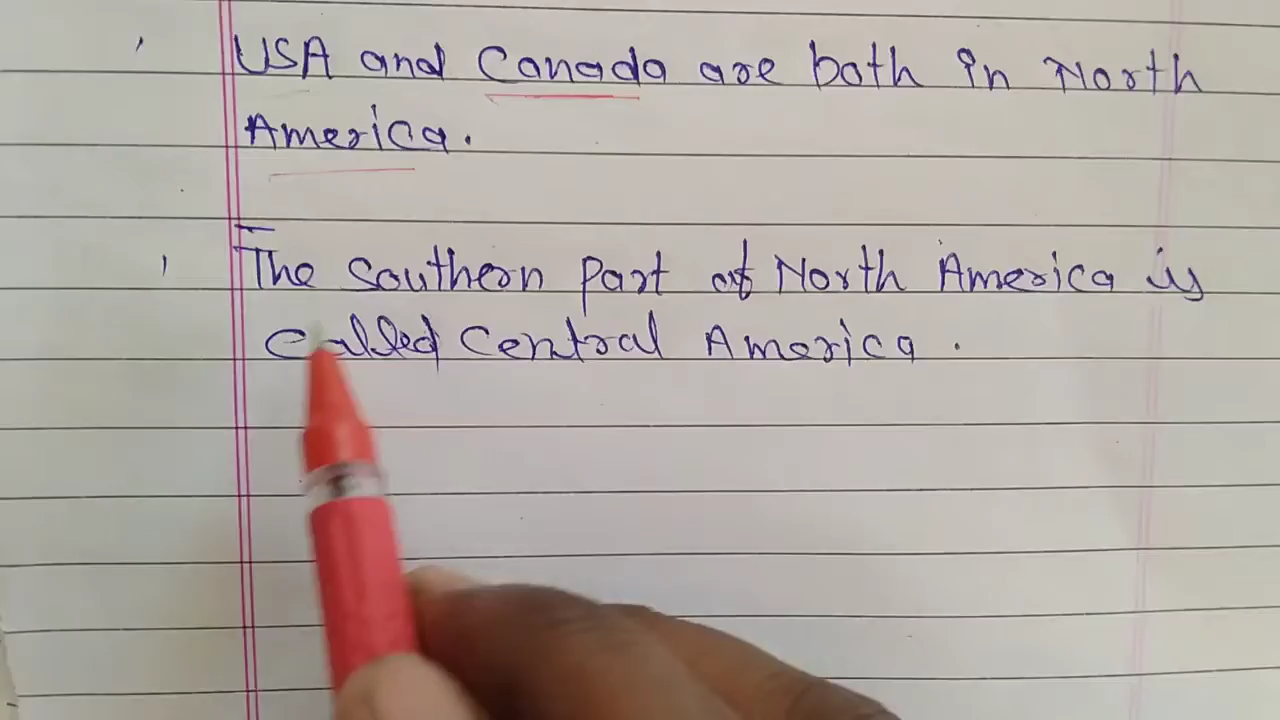 USA and Canada are both in North
America.
The Southern Part of North America is
Called Central America.